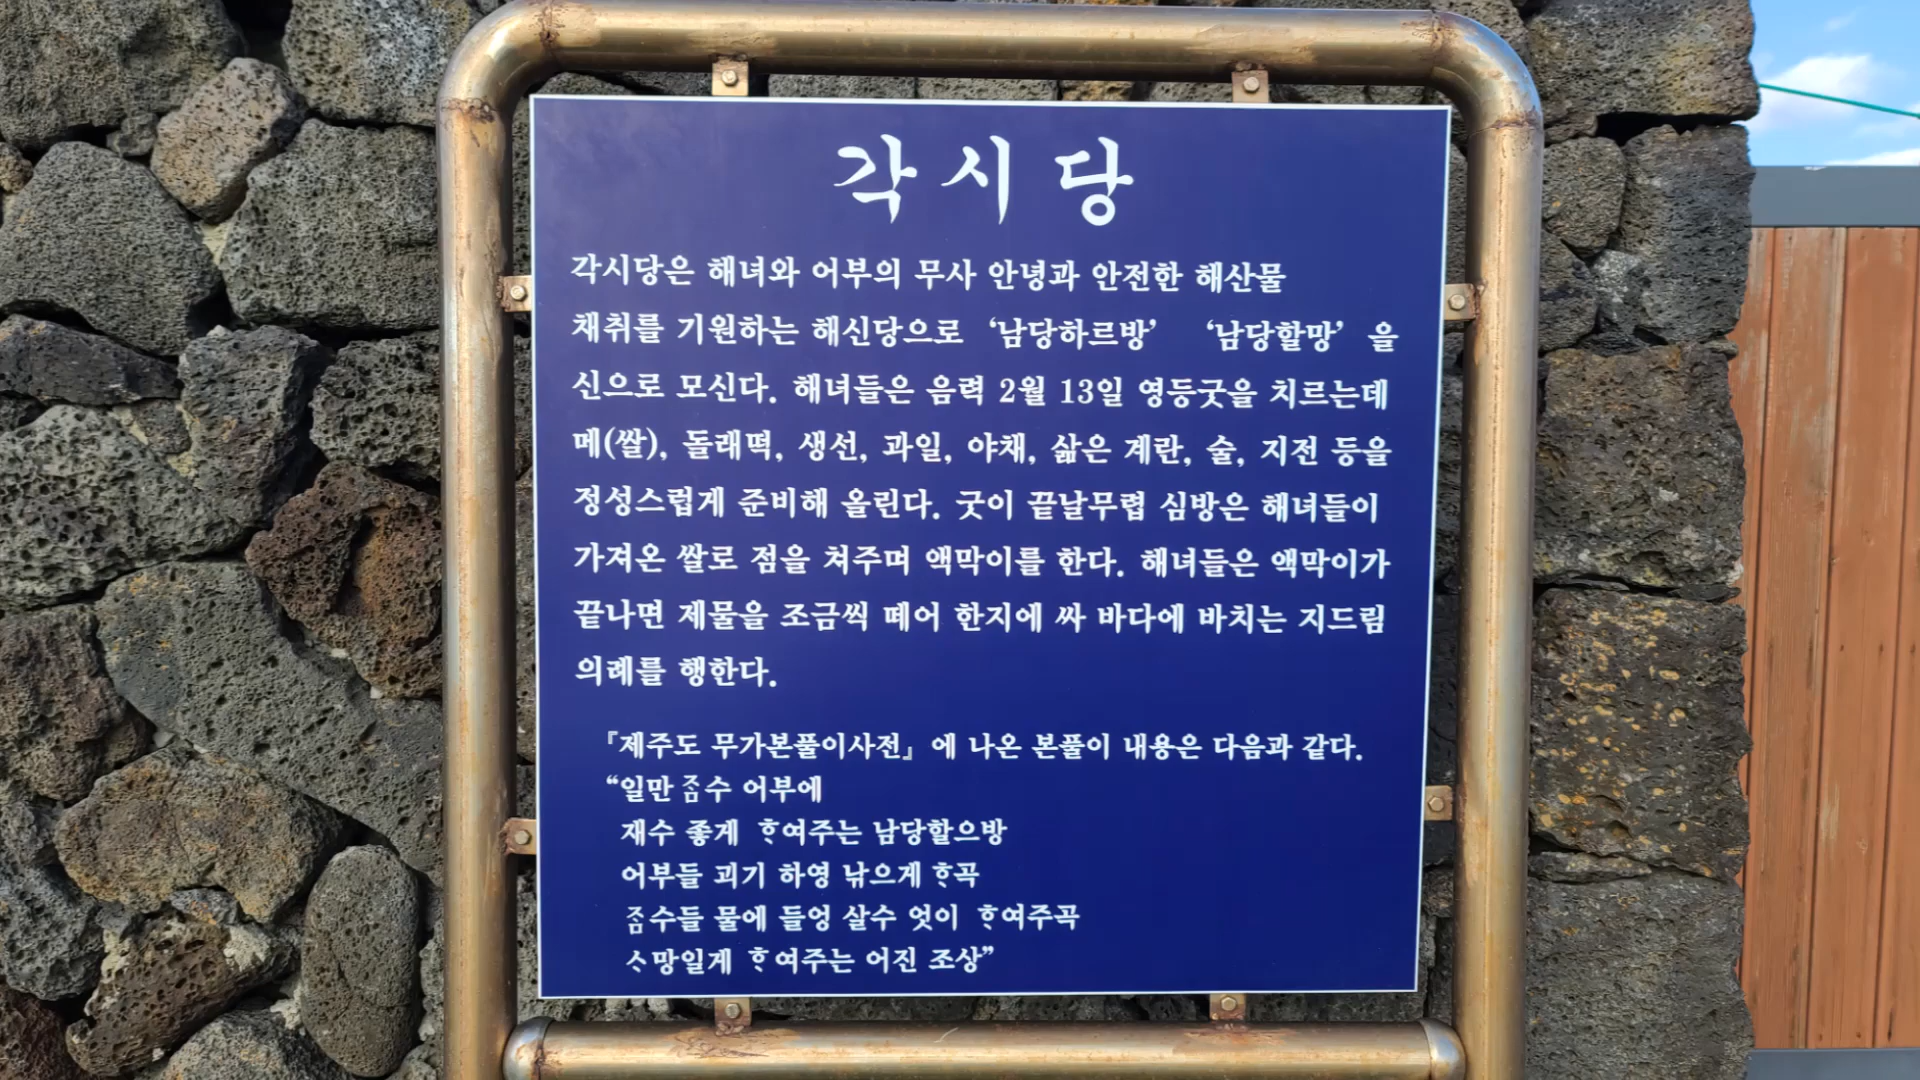 각시당
각시당은 해녀와 어부의 무사 안녕과 안전한 해산물
채취를 기원하는 해신당으로 ‘남당하르방’ ‘남당할망’을
신으로 모신다. 해녀들은 음력 2월 13일 영등굿을 치르는데
메(쌀), 돌래떡, 생선, 과일, 야채, 삶은 계란, 술, 지전 등을
정성스럽게 준비해 올린다. 굿이 끝날무렵 심방은 해녀들이
가져온 쌀로 점을 쳐주며 액막이를 한다. 해녀들은 액막이가
끝나면 제물을 조금씩 떼어 한지에 싸 바다에 바치는 지드림
의례를 행한다.
『제주도 무가본풀이사전』에 나온 본풀이 내용은 다음과 같다.
“일만 ᄌᆞᆷ수 어부에
재수 좋게 ᄒᆞ여주는 남당할으방
어부들 괴기 하영 낚으게 ᄒᆞ곡
ᄌᆞᆷ수들 물에 들엉 살수 엇이 ᄒᆞ여주곡
ᄉᆞ망일게 ᄒᆞ여주는 어진 조상”